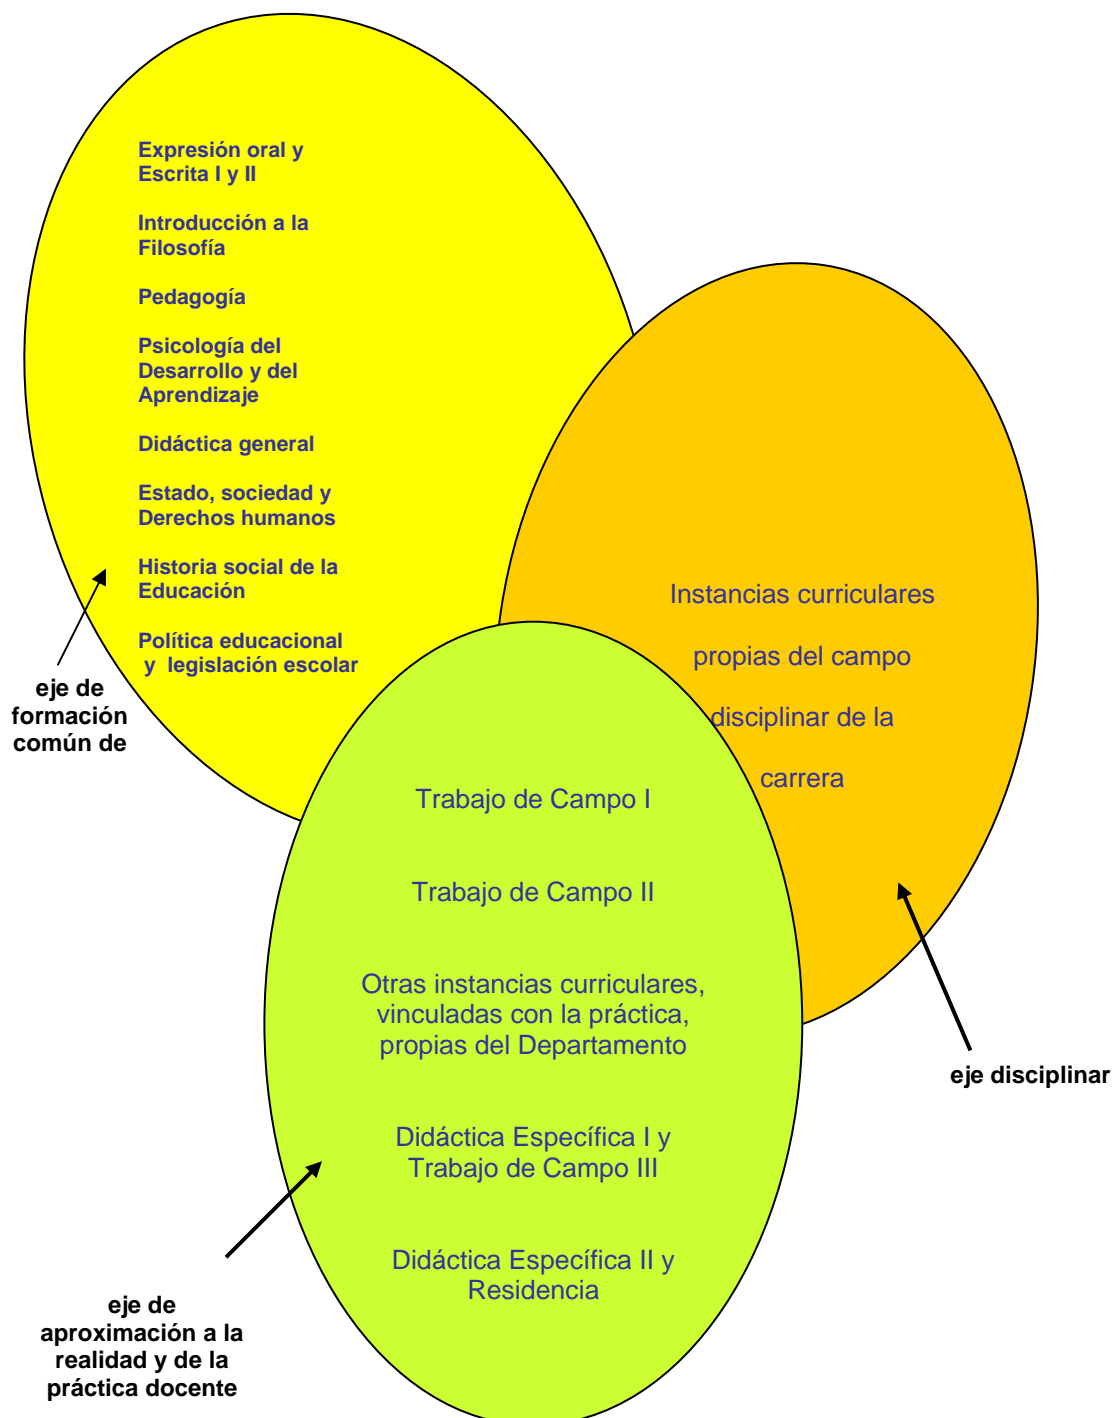 Expresión oral y
Escrita I y II
Introducción a la
Filosofía
Pedagogía
Psicología del
Desarrollo y del
Aprendizaje
Didáctica general
Estado, sociedad y
Derechos humanos
Historia social de la
Educación
Política educacional
y legislación escolar
eje de
formación
común de
Instancias curriculares
propias del campo
disciplinar de la
carrera
eje disciplinar
Trabajo de Campo I
Trabajo de Campo II
Otras instancias curriculares,
vinculadas con la práctica,
propias del Departamento
Didáctica Específica I y
Trabajo de Campo III
Didáctica Específica II y
Residencia
eje de
aproximación a la
realidad y de la
práctica docente